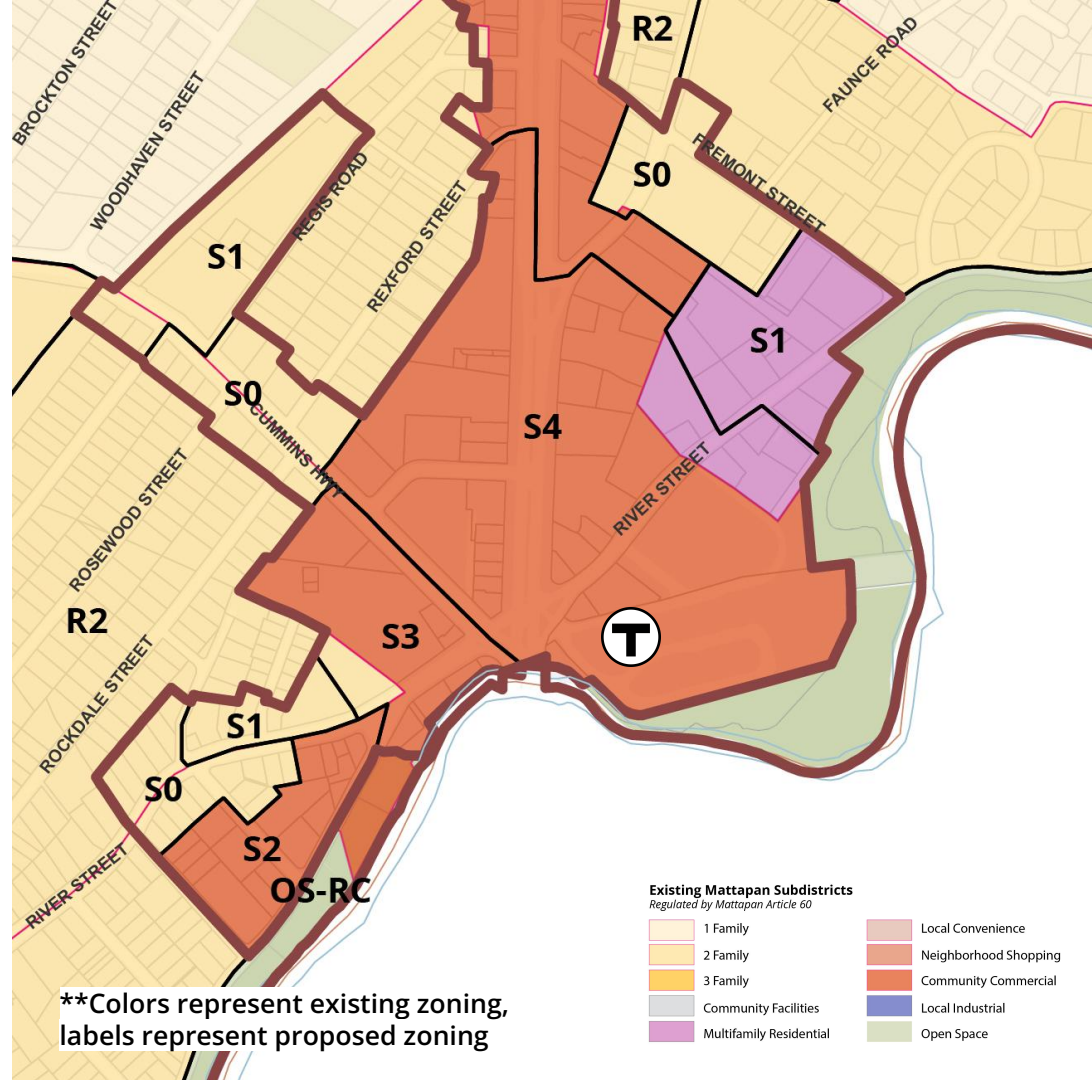 BROCKTON STREET
WOODHAVEN STREET
R2
FAUNCE ROAD
S0
FREMONT STREET
REGIS ROAD
REXFORD STREET
S1
S1
S0
CUMMINS HWY
S4
RIVER STREET
ROSEWOOD STREET
R2
S3
T
ROCKDALE STREET
S1
S0
S2
RIVER STREET
OS-RC
Existing Mattapan Subdistricts
Regulated by Mattapan Article 60
1 Family
2 Family
3 Family
Community Facilities
Multifamily Residential
Local Convenience
Neighborhood Shopping
Community Commercial
Local Industrial
Open Space
**Colors represent existing zoning,
labels represent proposed zoning